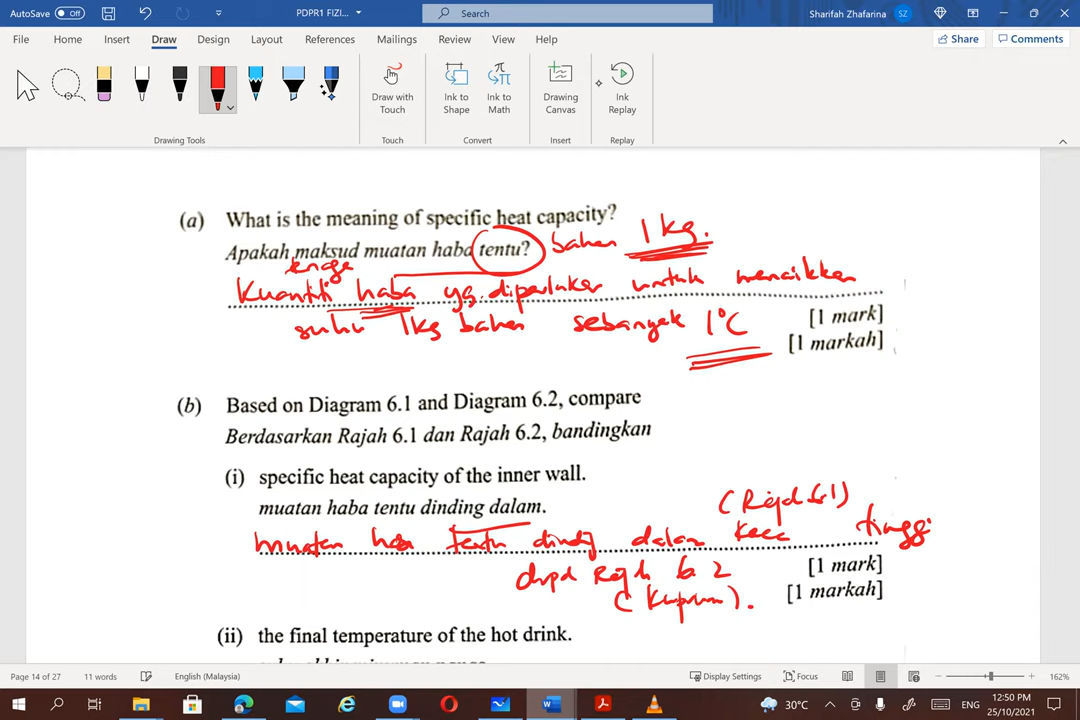 AutoSave Off PDPR1 FIZI... Search Sharifah Zhafarina SZ
File Home Insert Draw Design Layout References Mailings Review View Help Share Comments
Draw with Touch
Ink to Shape
Ink to Math
Drawing Canvas
Ink Replay
Drawing Tools Touch Convert Insert Replay
(a) What is the meaning of specific heat capacity?
Apakah maksud muatan haba tentu? bahan 1 kg.
Kuantiti haba yg. diperlukan untuk menaikkan
suhu 1kg bahan sebanyak 1°C
[1 mark]
[1 markah]
(b) Based on Diagram 6.1 and Diagram 6.2, compare
Berdasarkan Rajah 6.1 dan Rajah 6.2, bandingkan
(i) specific heat capacity of the inner wall.
muatan haba tentu dinding dalam.
(Rajah 6.1)
muatan haba tentu dinding dalam kaca tinggi
drpd Rajah 6.2
(Kuprum).
[1 mark]
[1 markah]
(ii) the final temperature of the hot drink.
Page 14 of 27 11 words English (Malaysia) Display Settings Focus 162%
30°C ENG 12:50 PM
25/10/2021